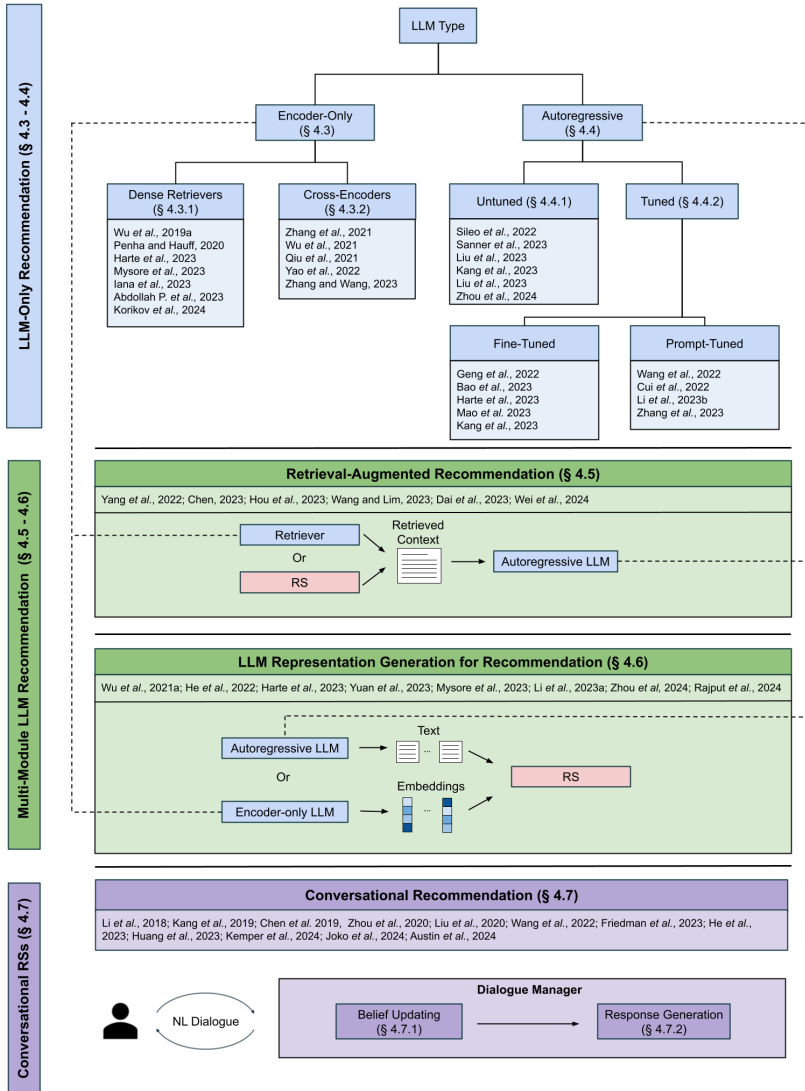 LLM Type
LLM-Only Recommendation (§ 4.3 - 4.4)
Encoder-Only
(§ 4.3)
Autoregressive
(§ 4.4)
Dense Retrievers
(§ 4.3.1)
Wu et al., 2019a
Penha and Hauff, 2020
Harte et al., 2023
Mysore et al., 2023
Iana et al., 2023
Abdollah P. et al., 2023
Korikov et al., 2024
Cross-Encoders
(§ 4.3.2)
Zhang et al., 2021
Wu et al., 2021
Qiu et al., 2021
Yao et al., 2022
Zhang and Wang, 2023
Untuned (§ 4.4.1)
Sileo et al., 2022
Sanner et al., 2023
Liu et al., 2023
Kang et al., 2023
Liu et al., 2023
Zhou et al., 2024
Tuned (§ 4.4.2)
Fine-Tuned
Geng et al., 2022
Bao et al., 2023
Harte et al., 2023
Mao et al. 2023
Kang et al., 2023
Prompt-Tuned
Wang et al., 2022
Cui et al., 2022
Li et al., 2023b
Zhang et al., 2023
Multi-Module LLM Recommendation (§ 4.5 - 4.6)
Retrieval-Augmented Recommendation (§ 4.5)
Yang et al., 2022; Chen, 2023; Hou et al., 2023; Wang and Lim, 2023; Dai et al., 2023; Wei et al., 2024
Retriever
Or
RS
Retrieved
Context
Autoregressive LLM
LLM Representation Generation for Recommendation (§ 4.6)
Wu et al., 2021a; He et al., 2022; Harte et al., 2023; Yuan et al., 2023; Mysore et al., 2023; Li et al., 2023a; Zhou et al, 2024; Rajput et al., 2024
Autoregressive LLM
Or
Encoder-only LLM
Text
...
Embeddings
...
RS
Conversational RSs (§ 4.7)
Conversational Recommendation (§ 4.7)
Li et al., 2018; Kang et al., 2019; Chen et al. 2019, Zhou et al., 2020; Liu et al., 2020; Wang et al., 2022; Friedman et al., 2023; He et al.,
2023; Huang et al., 2023; Kemper et al., 2024; Joko et al., 2024; Austin et al., 2024
NL Dialogue
Dialogue Manager
Belief Updating
(§ 4.7.1)
Response Generation
(§ 4.7.2)